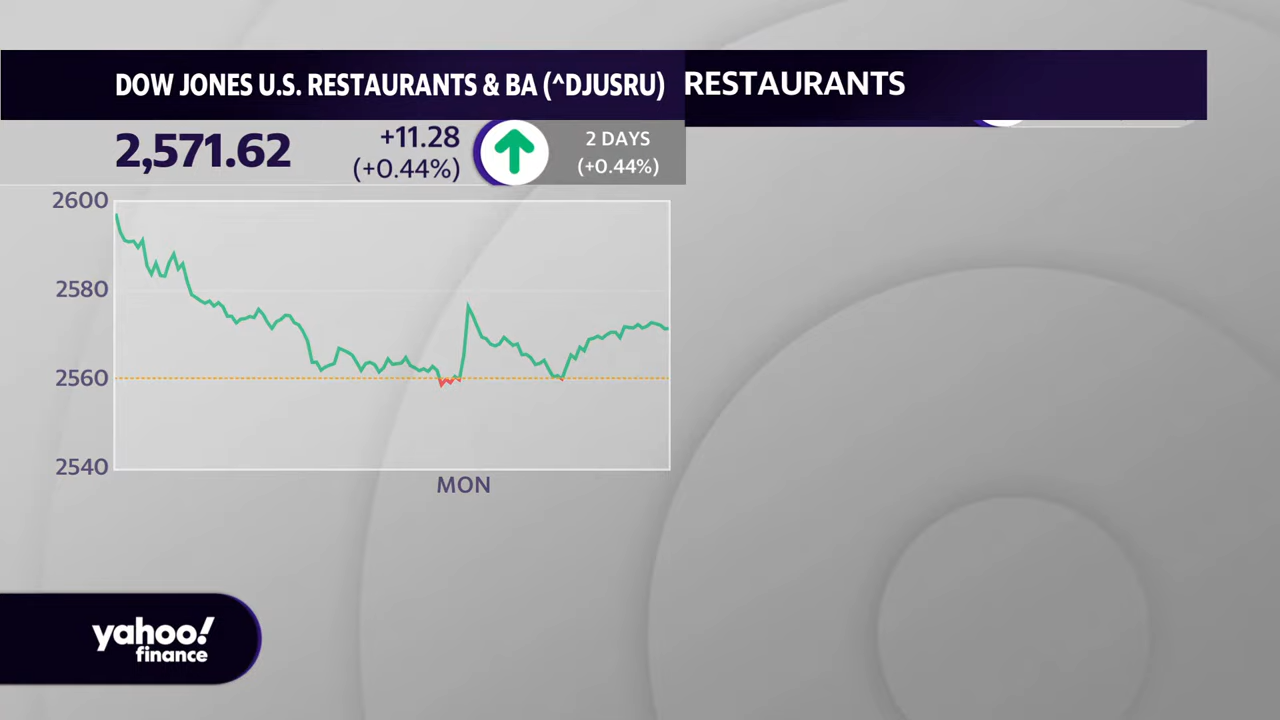 DOW JONES U.S. RESTAURANTS & BA (^DJUSRU)
RESTAURANTS
2,571.62
+11.28
(+0.44%)
2 DAYS
(+0.44%)
2600
2580
2560
2540
MON
yahoo!
finance